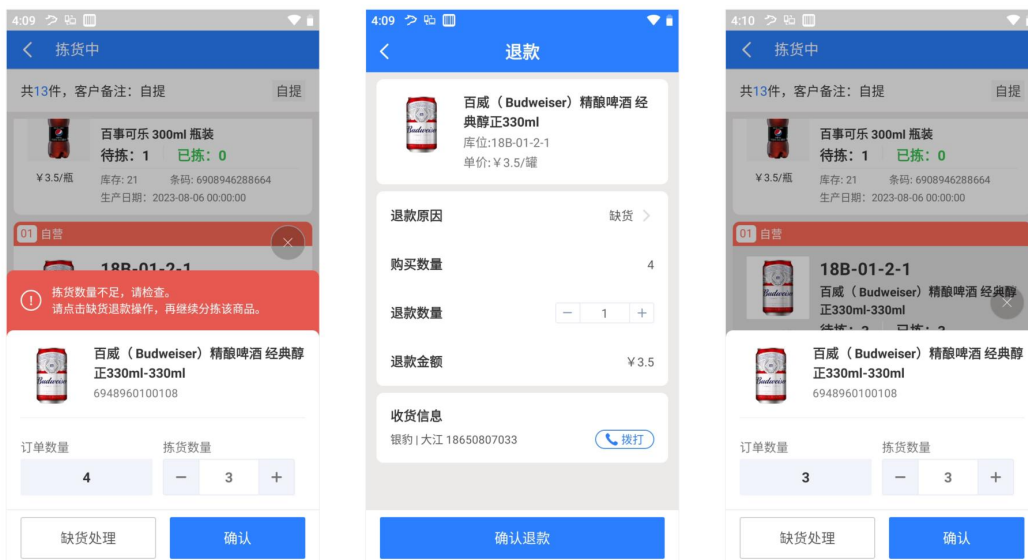 4:09
拣货中
共13件，客户备注：自提
自提
百事可乐 300ml 瓶装
待拣：1 已拣：0
￥3.5/瓶
库存: 21 条码: 6908946288664
生产日期：2023-08-06 00:00:00
01 自营
18B-01-2-1
拣货数量不足，请检查。
请点击缺货退款操作，再继续分拣该商品。
Budweiser
百威（ Budweiser）精酿啤酒 经典醇
正330ml-330ml
6948960100108
订单数量 拣货数量
4 − 3 +
缺货处理 确认
4:09
退款
Budweiser
百威（ Budweiser）精酿啤酒 经
典醇正330ml
库位:18B-01-2-1
单价:￥3.5/罐
退款原因 缺货
购买数量 4
退款数量 − 1 +
退款金额 ￥3.5
收货信息
银豹 | 大江 18650807033 拨打
确认退款
4:10
拣货中
共13件，客户备注：自提
自提
百事可乐 300ml 瓶装
待拣：1 已拣：0
￥3.5/瓶
库存: 21 条码: 6908946288664
生产日期：2023-08-06 00:00:00
01 自营
18B-01-2-1
Budweiser
百威（ Budweiser）精酿啤酒 经典醇
正330ml-330ml
待拣：3 已拣：3
Budweiser
百威（ Budweiser）精酿啤酒 经典醇
正330ml-330ml
6948960100108
订单数量 拣货数量
3 − 3 +
缺货处理 确认